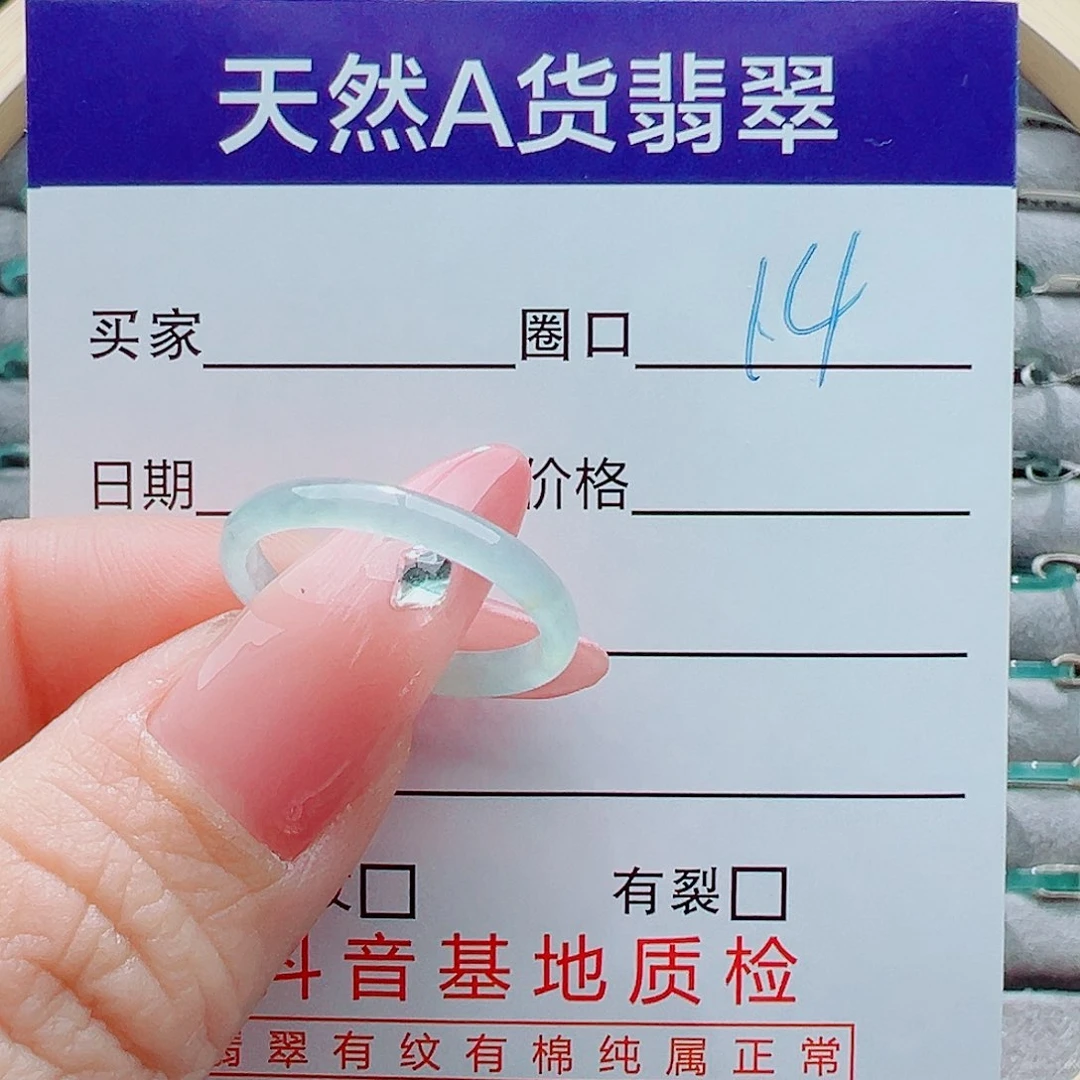 天然A货翡翠
买家 圈口 14
日期 价格
有裂
音基地质检
翠有纹有棉纯属正常